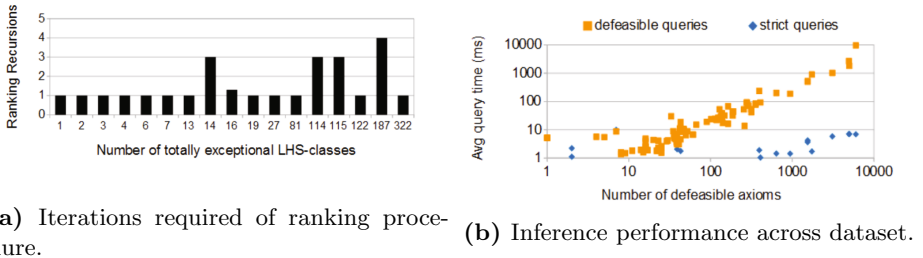 5
4
3
2
1
0
Ranking Recursions
1 2 3 4 6 7 13 14 16 19 27 81 114 115 122 187 322
Number of totally exceptional LHS-classes
a) Iterations required of ranking proce-
lure.
defeasible queries strict queries
10000
1000
100
10
1
Avg query time (ms)
1 10 100 1000 10000
Number of defeasible axioms
(b) Inference performance across dataset.